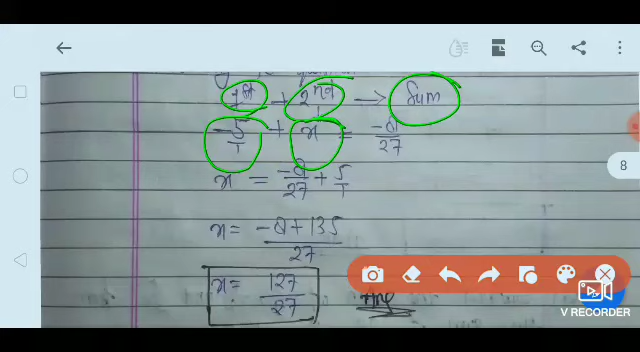 1st + 2nd → Sum
-5/1 + x = -8/27
x = -8/27 + 5/1
x = -8+135/27
x = 127/27 Ans
8
V RECORDER